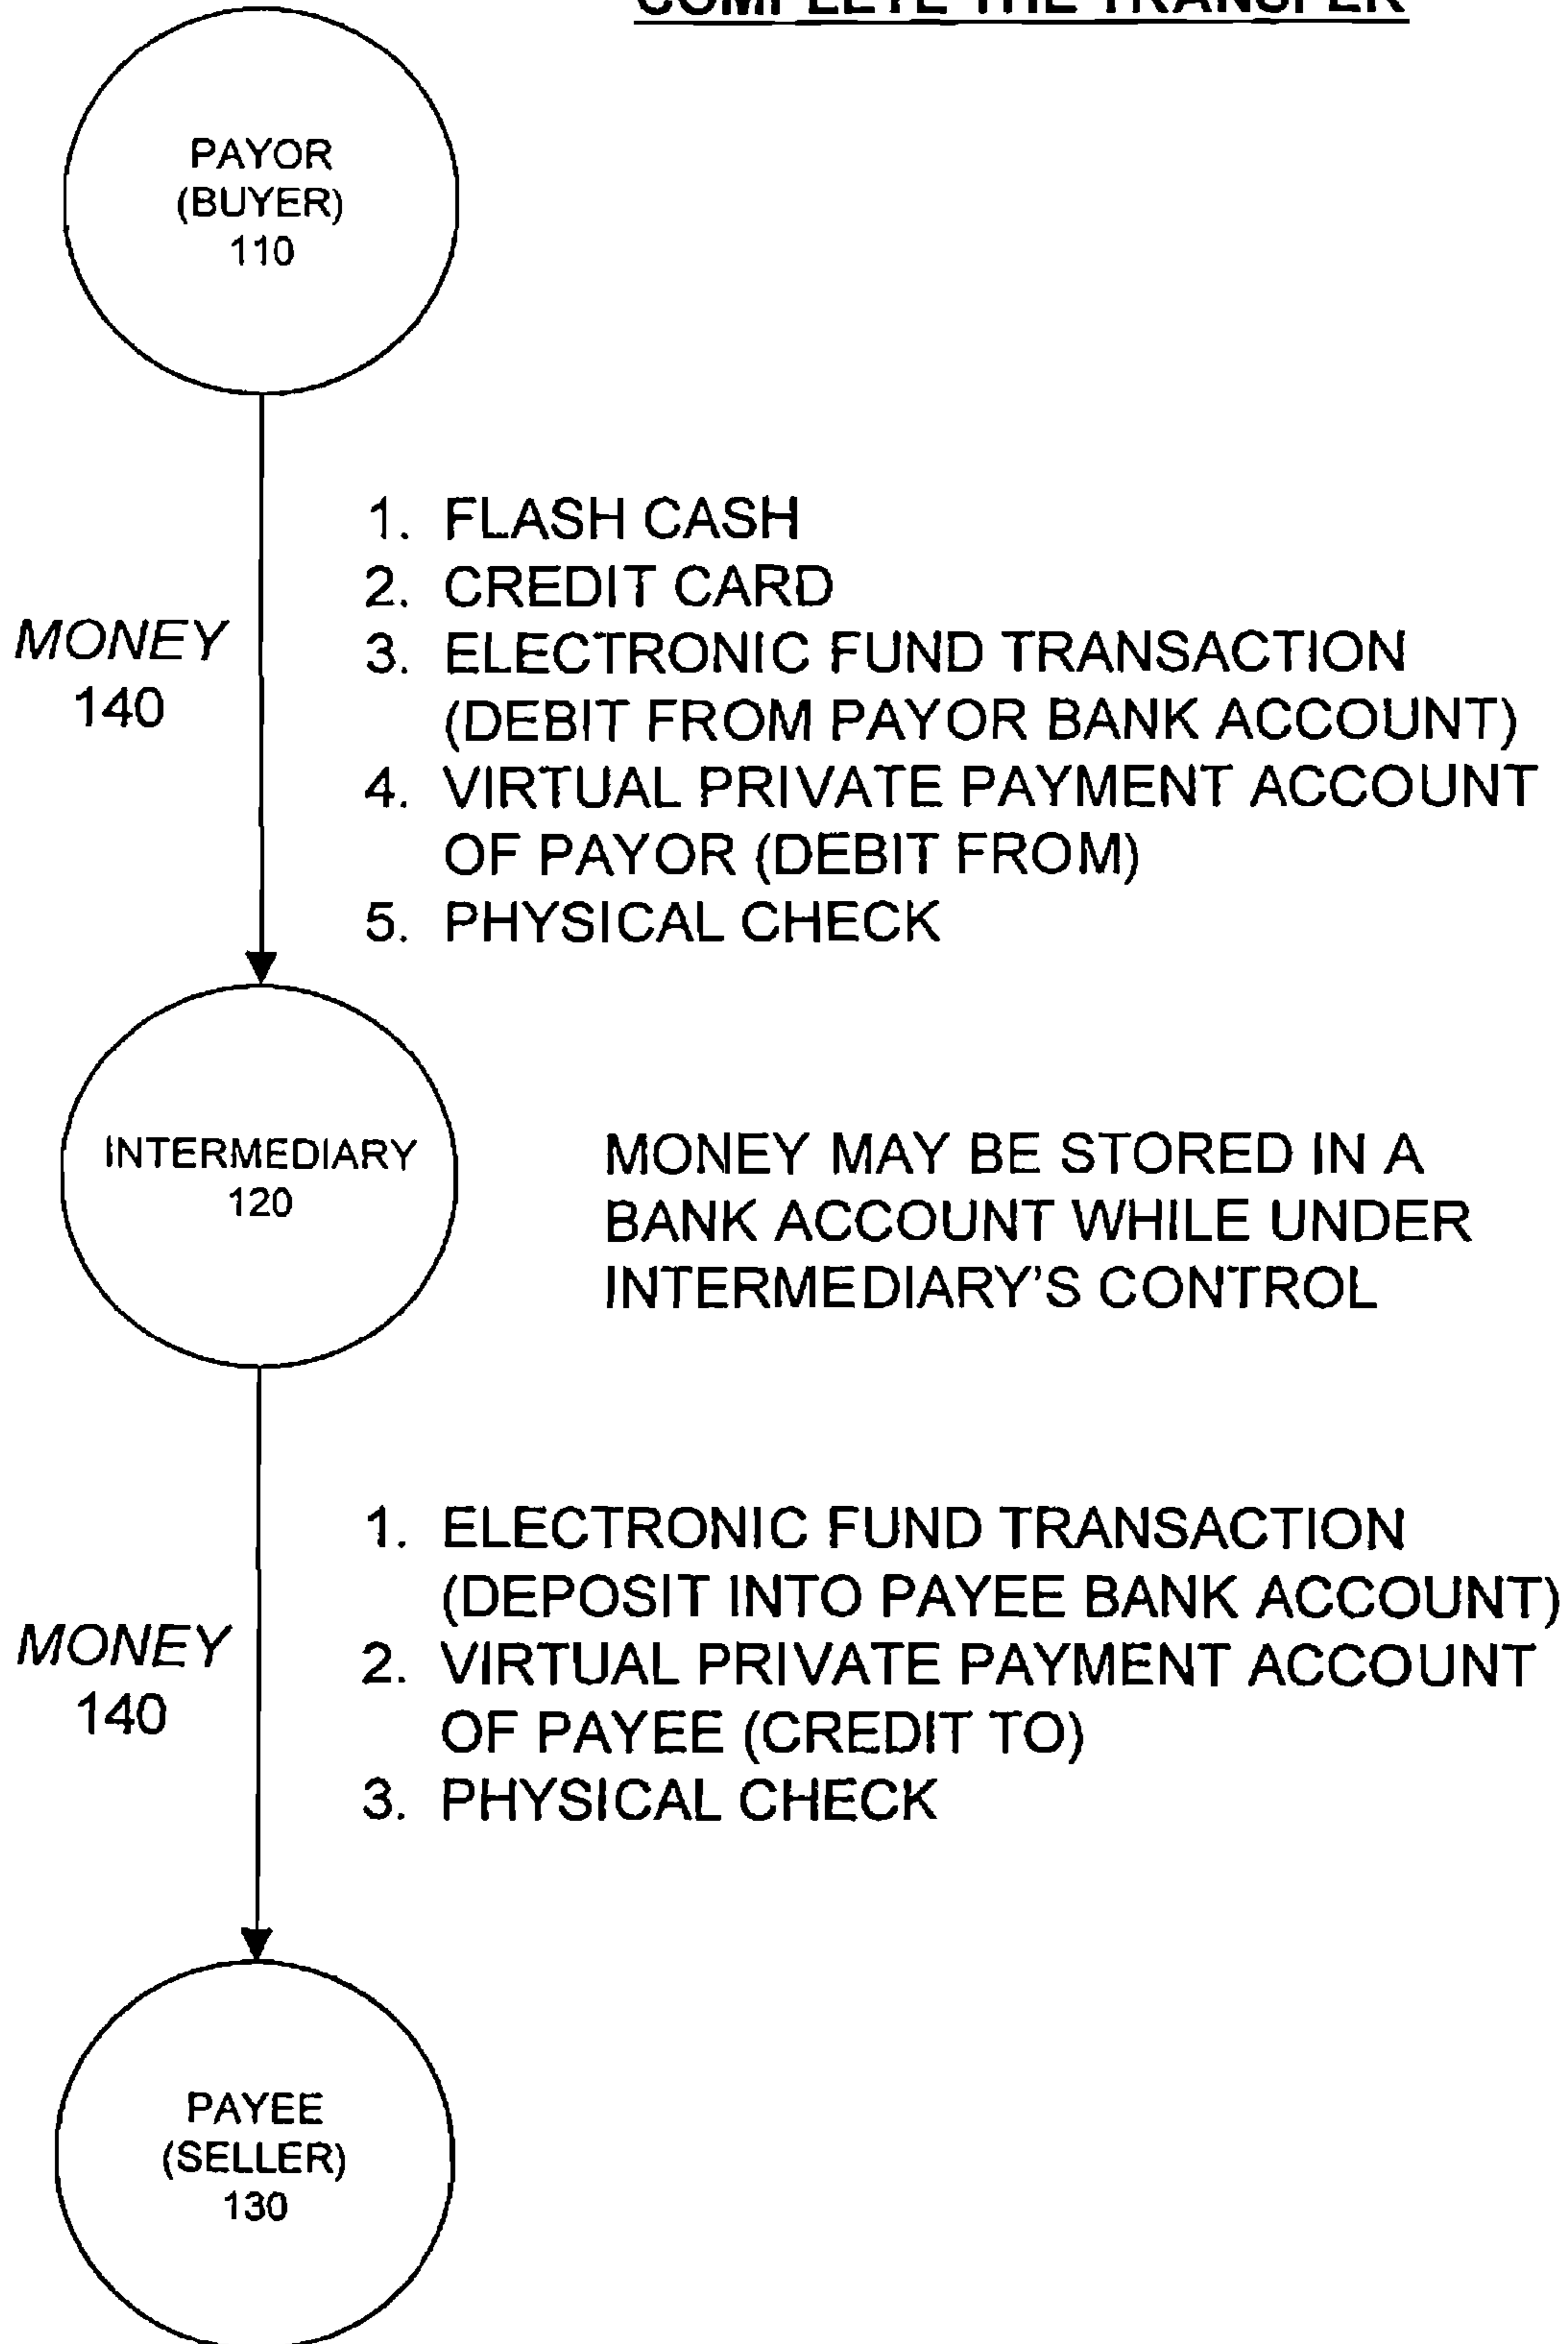 COMPLETE THE TRANSFER
PAYOR
(BUYER)
110
MONEY
140
1. FLASH CASH
2. CREDIT CARD
3. ELECTRONIC FUND TRANSACTION
(DEBIT FROM PAYOR BANK ACCOUNT)
4. VIRTUAL PRIVATE PAYMENT ACCOUNT
OF PAYOR (DEBIT FROM)
5. PHYSICAL CHECK
INTERMEDIARY
120
MONEY MAY BE STORED IN A
BANK ACCOUNT WHILE UNDER
INTERMEDIARY'S CONTROL
MONEY
140
1. ELECTRONIC FUND TRANSACTION
(DEPOSIT INTO PAYEE BANK ACCOUNT)
2. VIRTUAL PRIVATE PAYMENT ACCOUNT
OF PAYEE (CREDIT TO)
3. PHYSICAL CHECK
PAYEE
(SELLER)
130